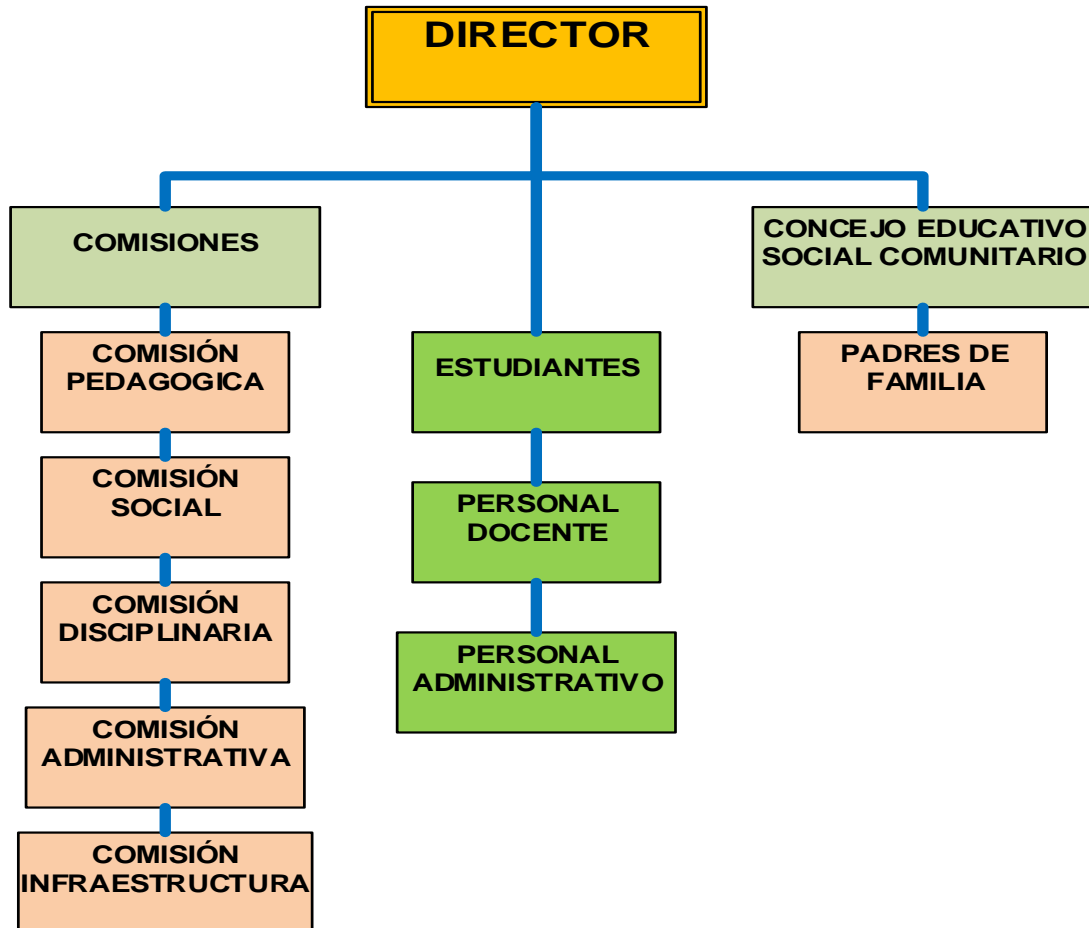 DIRECTOR
COMISIONES
CONCEJO EDUCATIVO
SOCIAL COMUNITARIO
COMISIÓN
PEDAGOGICA
ESTUDIANTES
PADRES DE
FAMILIA
COMISIÓN
SOCIAL
PERSONAL
DOCENTE
COMISIÓN
DISCIPLINARIA
PERSONAL
ADMINISTRATIVO
COMISIÓN
ADMINISTRATIVA
COMISIÓN
INFRAESTRUCTURA